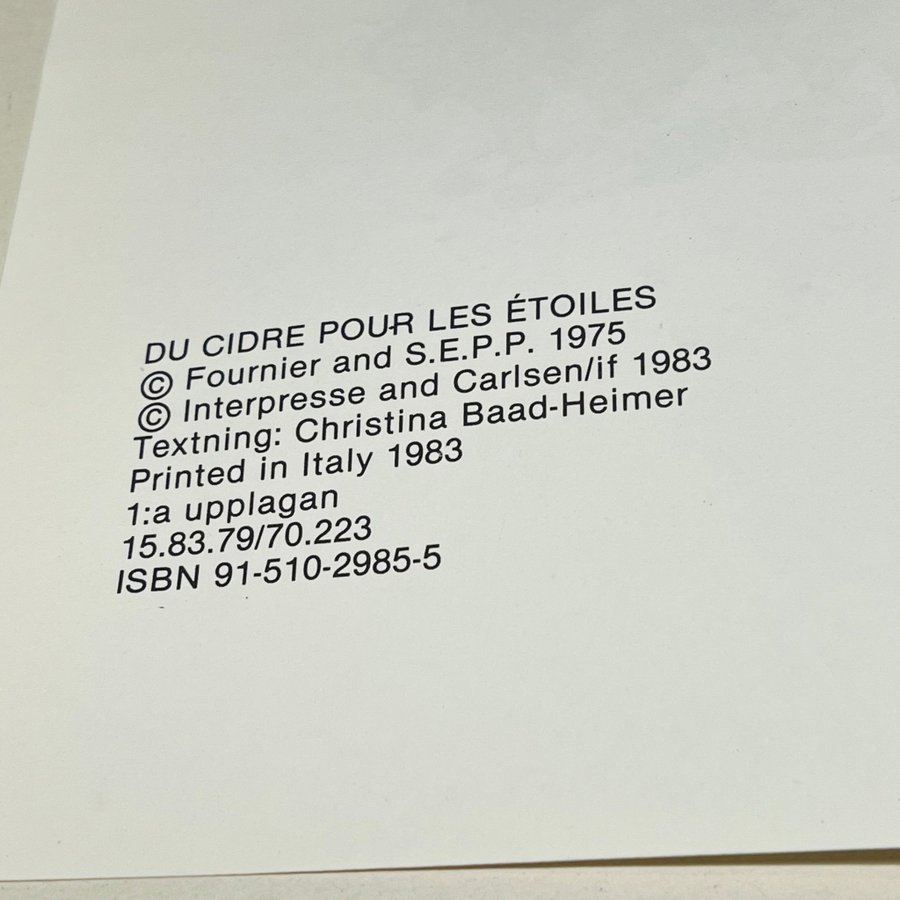 DU CIDRE POUR LES ÉTOILES
© Fournier and S.E.P.P. 1975
© Interpresse and Carlsen/if 1983
Textning: Christina Baad-Heimer
Printed in Italy 1983
1:a upplagan
15.83.79/70.223
ISBN 91-510-2985-5